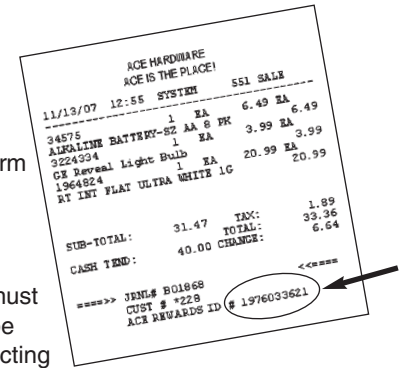 ACE HARDWARE
ACE IS THE PLACE!
11/13/07 12:55 SYSTEM 551 SALE
34575 1 EA 6.49 EA
ALKALINE BATTERY-SZ AA 8 PK 6.49
3224334 1 EA 3.99 EA
GE Reveal Light Bulb 3.99
1964824 1 EA 20.99 EA
RT INT FLAT ULTRA WHITE 1G 20.99
SUB-TOTAL: 31.47 TAX: 1.89
TOTAL: 33.36
CASH TEND: 40.00 CHANGE: 6.64
====>> JRNL# B01868 <<====
CUST # *228
ACE REWARDS ID # 1976033621
rm
must
be
cting